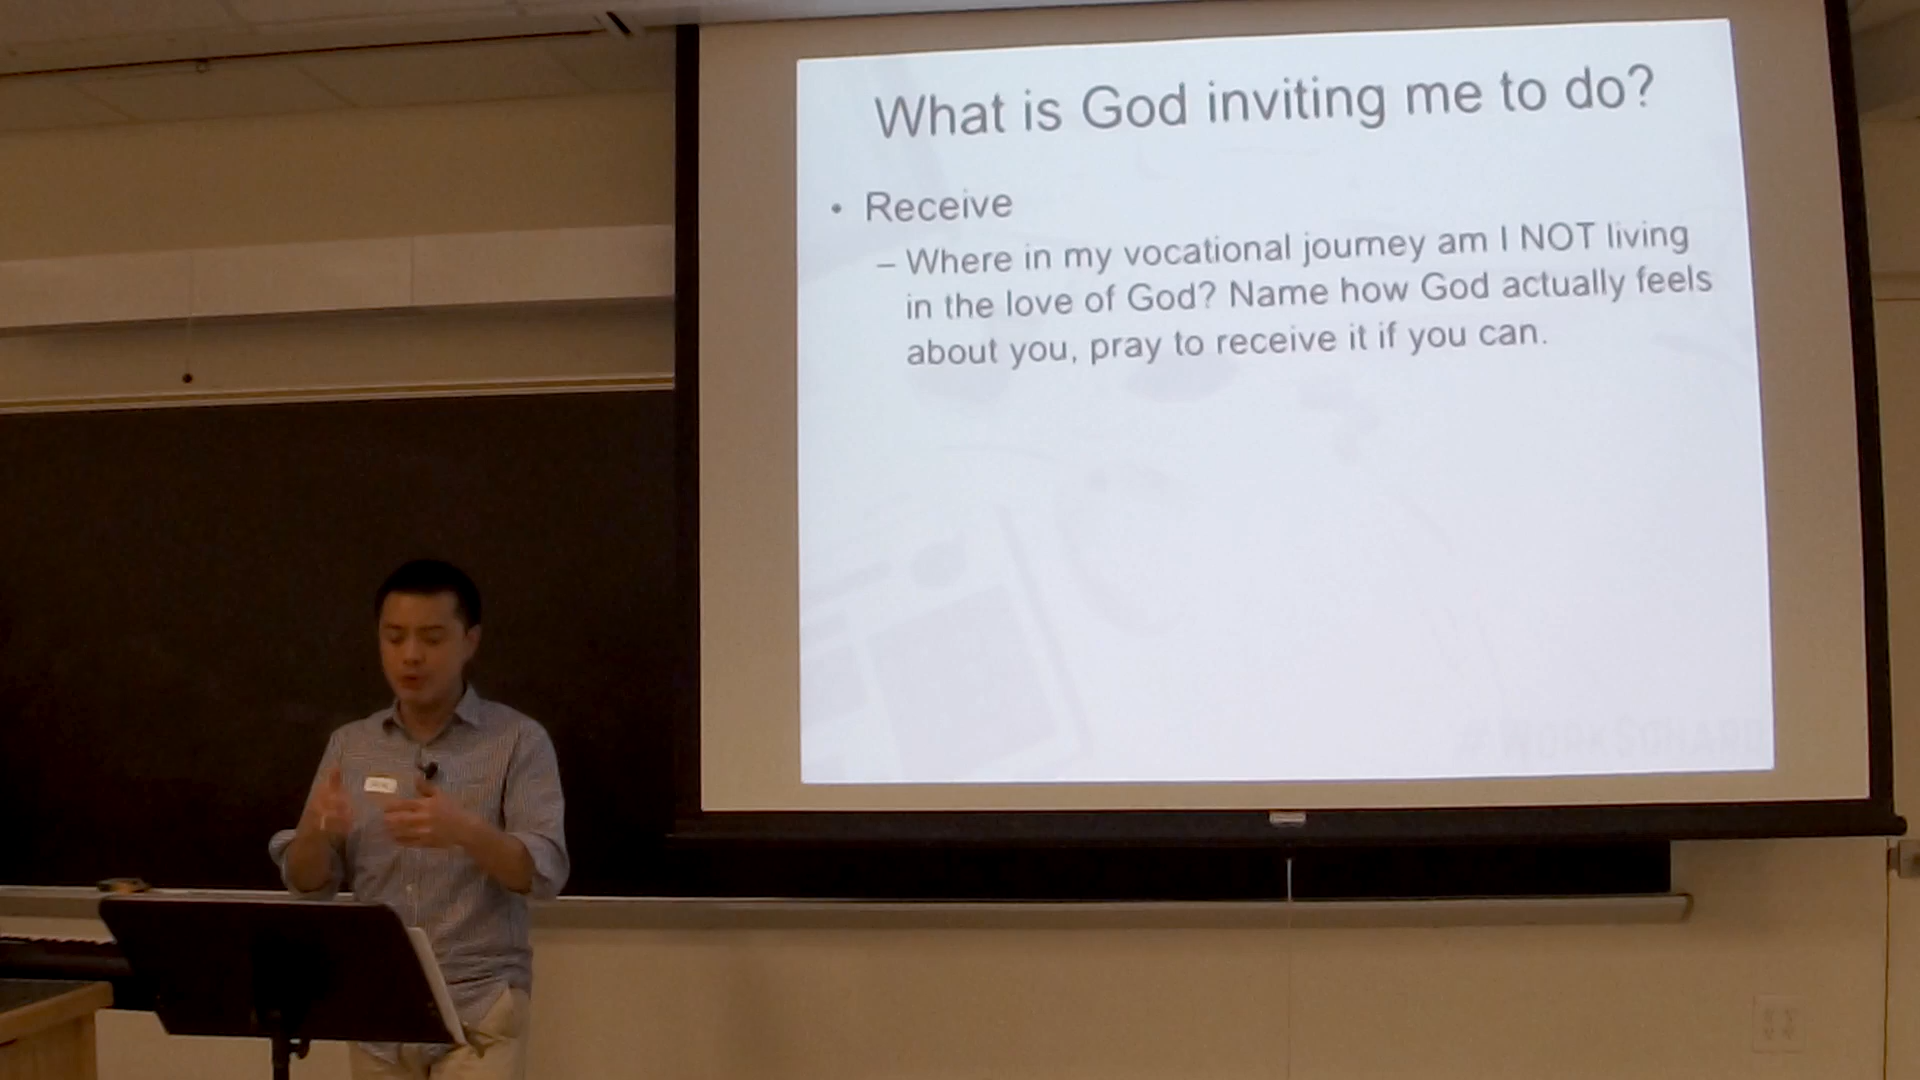 What is God inviting me to do?
• Receive
– Where in my vocational journey am I NOT living
in the love of God? Name how God actually feels
about you, pray to receive it if you can.
#WORKSOHARD